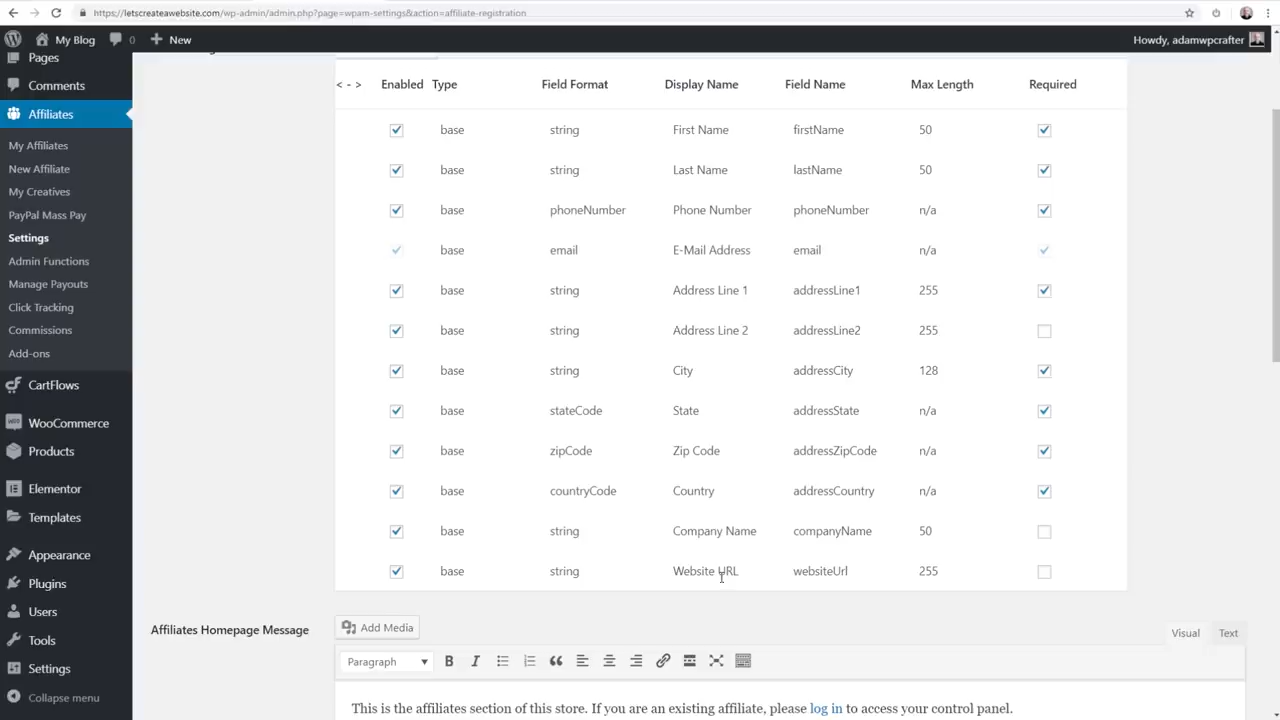 https://letscreateawebsite.com/wp-admin/admin.php?page=wpam-settings&action=affiliate-registration
My Blog 0 New Howdy, adamwpcrafter
Pages
Comments
Affiliates
My Affiliates
New Affiliate
My Creatives
PayPal Mass Pay
Settings
Admin Functions
Manage Payouts
Click Tracking
Commissions
Add-ons
CartFlows
WooCommerce
Products
Elementor
Templates
Appearance
Plugins
Users
Tools
Settings
Collapse menu
< - > Enabled Type Field Format Display Name Field Name Max Length Required
base string First Name firstName 50
base string Last Name lastName 50
base phoneNumber Phone Number phoneNumber n/a
base email E-Mail Address email n/a
base string Address Line 1 addressLine1 255
base string Address Line 2 addressLine2 255
base string City addressCity 128
base stateCode State addressState n/a
base zipCode Zip Code addressZipCode n/a
base countryCode Country addressCountry n/a
base string Company Name companyName 50
base string Website URL websiteUrl 255
Affiliates Homepage Message Add Media Visual Text
Paragraph B I
This is the affiliates section of this store. If you are an existing affiliate, please log in to access your control panel.